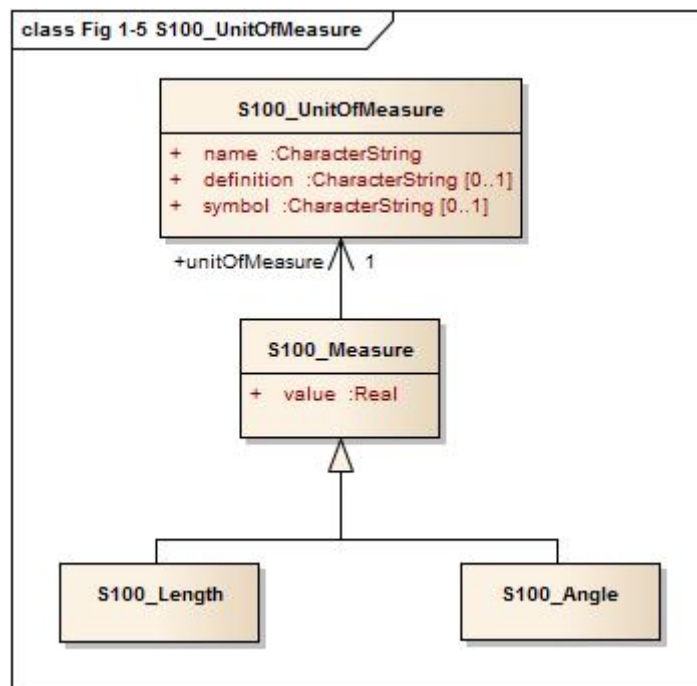 class Fig 1-5 S100_UnitOfMeasure
S100_UnitOfMeasure
+ name :CharacterString
+ definition :CharacterString [0..1]
+ symbol :CharacterString [0..1]
+unitOfMeasure 1
S100_Measure
+ value :Real
S100_Length
S100_Angle